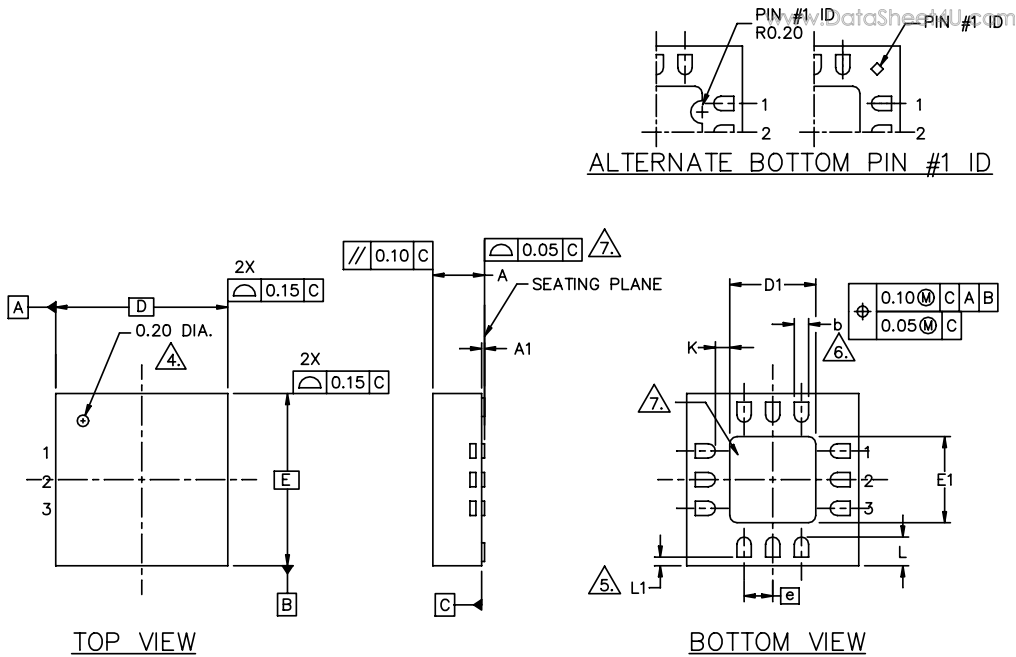 www.DataSheet4U.com
PIN #1 ID
R0.20
PIN #1 ID
1
2
1
2
ALTERNATE BOTTOM PIN #1 ID
// 0.10 C
⌓ 0.05 C
7.
A
SEATING PLANE
A1
2X
⌓ 0.15 C
A
D
0.20 DIA.
4.
2X
⌓ 0.15 C
1
2
3
E
B
C
TOP VIEW
D1
⌖ 0.10 Ⓜ C A B
0.05 Ⓜ C
b
6.
K
7.
1
2
3
E1
L
5.
L1
e
BOTTOM VIEW